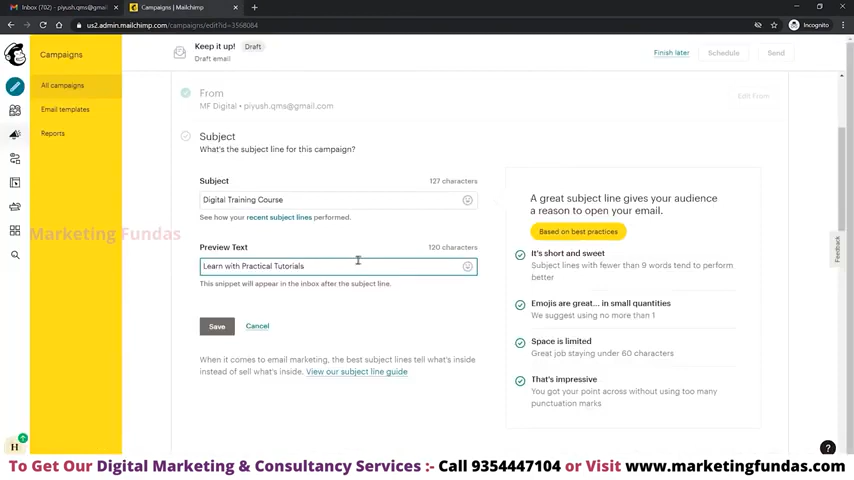 Inbox (702) - piyush.qms@gmail
Campaigns | Mailchimp
us2.admin.mailchimp.com/campaigns/edit?id=3568084
Incognito
Campaigns
All campaigns
Email templates
Reports
Keep it up!
Draft
Draft email
Finish later
Schedule
Send
From
MF Digital • piyush.qms@gmail.com
Edit From
Subject
What's the subject line for this campaign?
Subject
127 characters
Digital Training Course
See how your recent subject lines performed.
Preview Text
120 characters
Learn with Practical Tutorials
This snippet will appear in the inbox after the subject line.
Save
Cancel
When it comes to email marketing, the best subject lines tell what's inside
instead of sell what's inside. View our subject line guide
A great subject line gives your audience
a reason to open your email.
Based on best practices
It's short and sweet
Subject lines with fewer than 9 words tend to perform
better
Emojis are great... in small quantities
We suggest using no more than 1
Space is limited
Great job staying under 60 characters
That's impressive
You got your point across without using too many
punctuation marks
Feedback
Marketing Fundas
H
To Get Our Digital Marketing & Consultancy Services :- Call 9354447104 or Visit www.marketingfundas.com